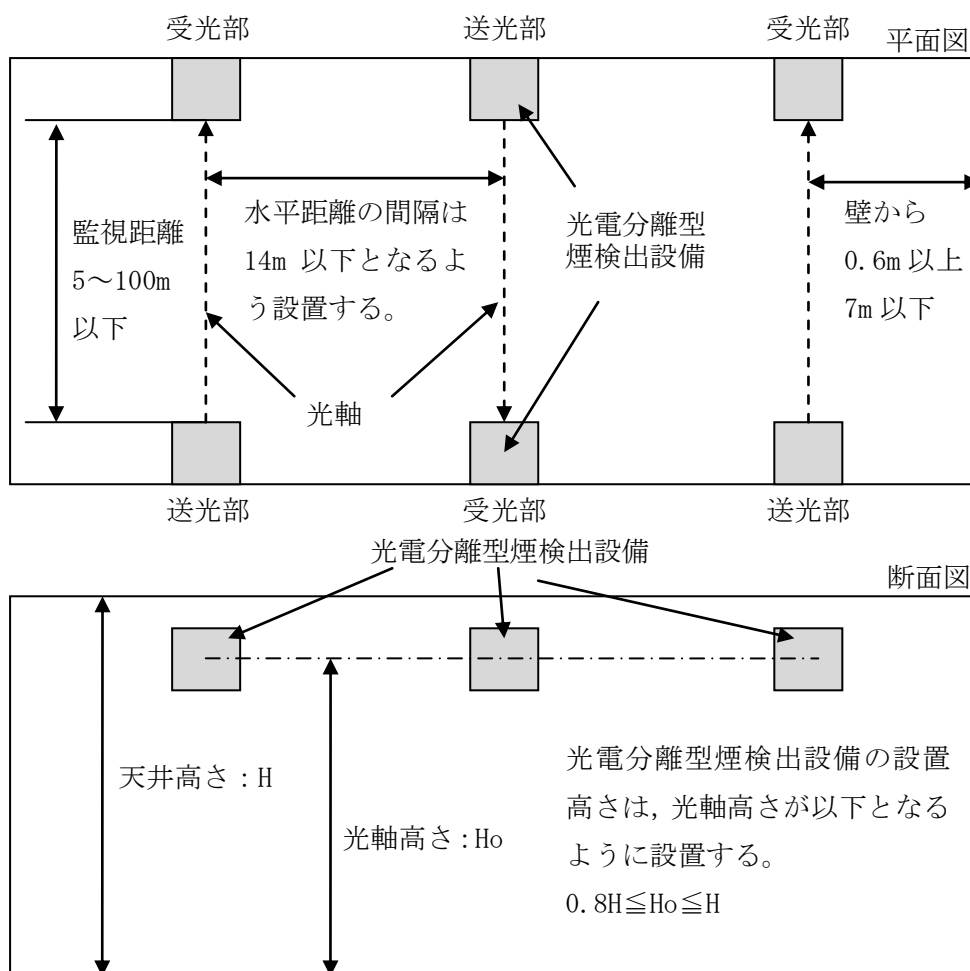 受光部
送光部
受光部
平面図
監視距離
5～100m
以下
水平距離の間隔は
14m 以下となるよ
う設置する。
光電分離型
煙検出設備
壁から
0.6m 以上
7m 以下
光軸
送光部
受光部
送光部
光電分離型煙検出設備
断面図
天井高さ：H
光軸高さ：Ho
光電分離型煙検出設備の設置
高さは，光軸高さが以下となる
ように設置する。
0.8H≦Ho≦H